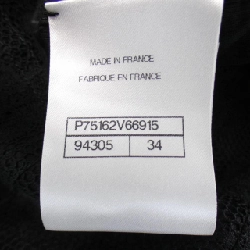 MADE IN FRANCE
FABRIQUE EN FRANCE
P75162V66915
94305 34